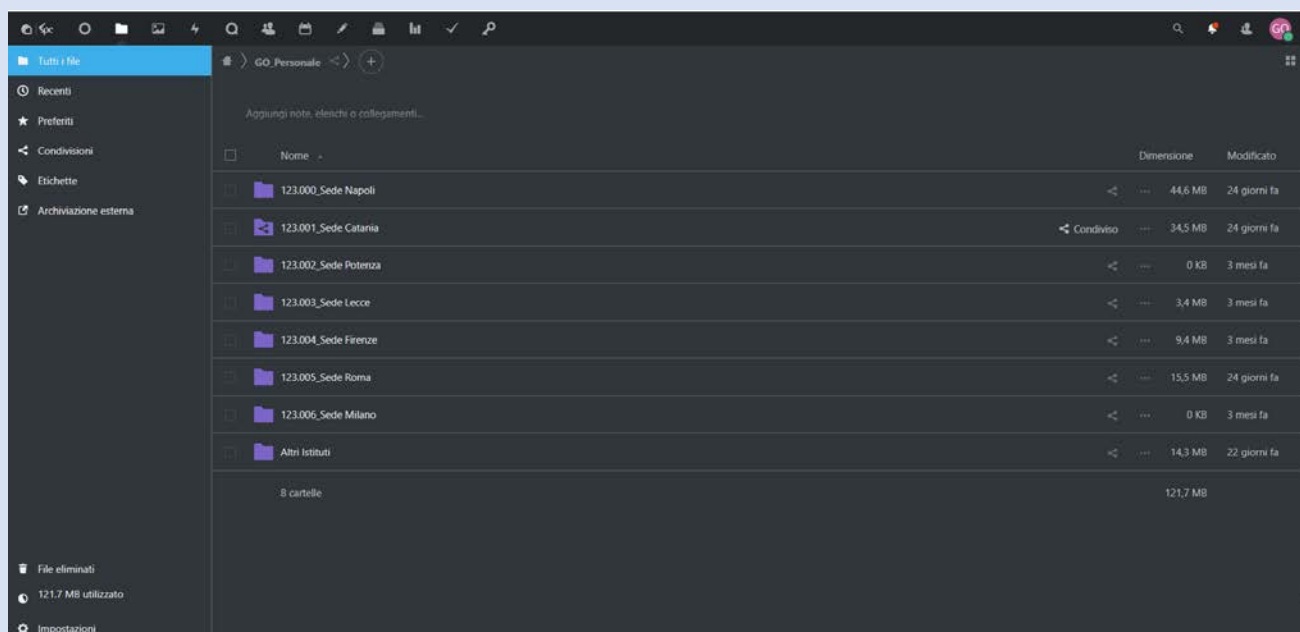 GO
Tutti i file
GO_Personale
Recenti
Aggiungi note, elenchi o collegamenti...
Preferiti
Condivisioni
Nome Dimensione Modificato
Etichette
123.000_Sede Napoli 44,6 MB 24 giorni fa
Archiviazione esterna
123.001_Sede Catania Condiviso 34,5 MB 24 giorni fa
123.002_Sede Potenza 0 KB 3 mesi fa
123.003_Sede Lecce 3,4 MB 3 mesi fa
123.004_Sede Firenze 9,4 MB 3 mesi fa
123.005_Sede Roma 15,5 MB 24 giorni fa
123.006_Sede Milano 0 KB 3 mesi fa
Altri Istituti 14,3 MB 22 giorni fa
8 cartelle 121,7 MB
File eliminati
121.7 MB utilizzato
Impostazioni